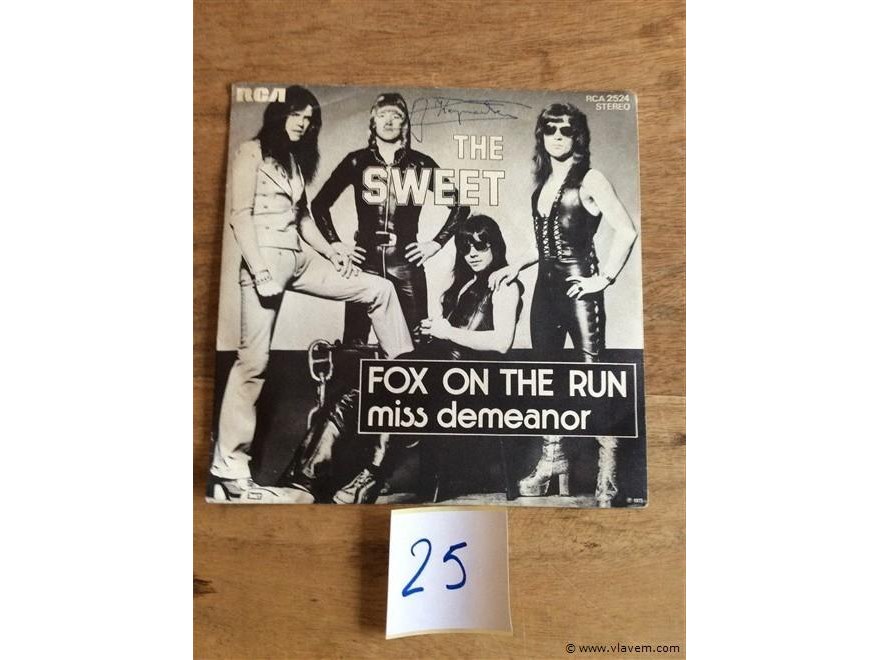 RCA
RCA 2524
STEREO
THE
SWEET
FOX ON THE RUN
miss demeanor
25
© www.vlavem.com